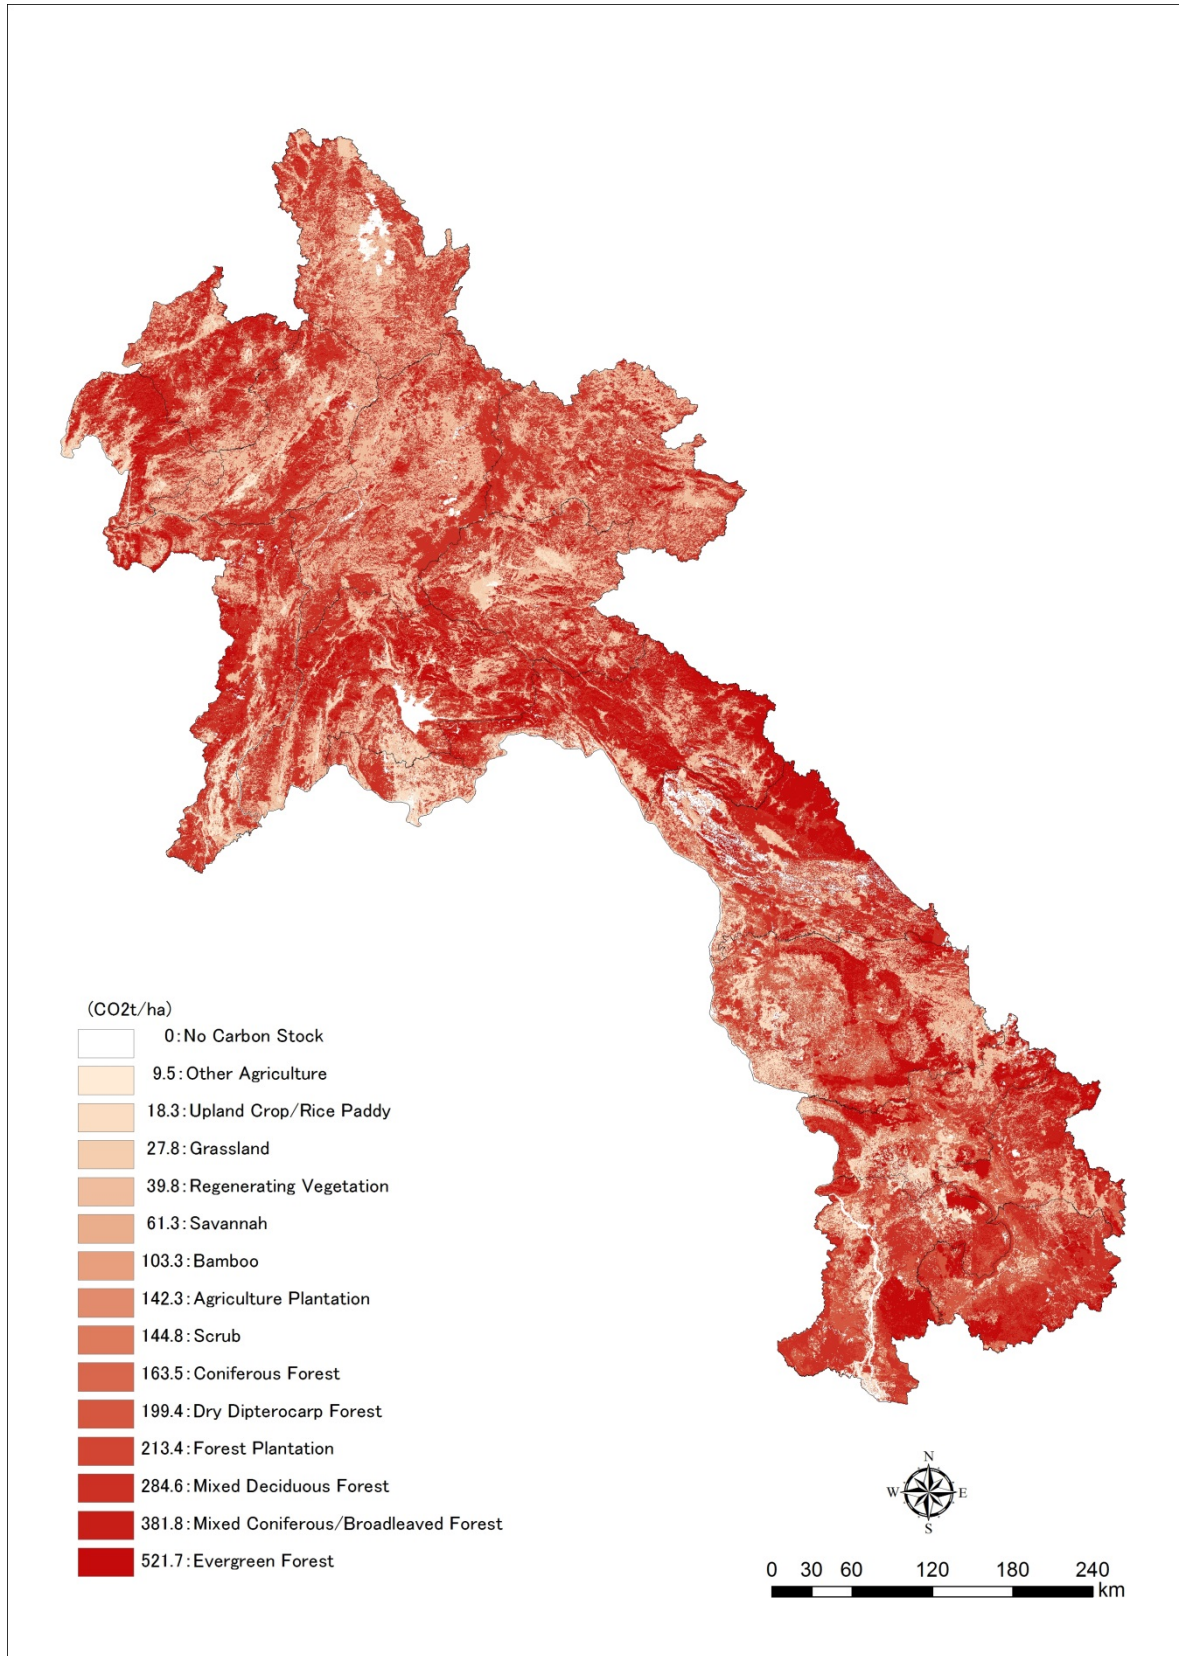 (CO2t/ha)
0:No Carbon Stock
9.5:Other Agriculture
18.3:Upland Crop/Rice Paddy
27.8:Grassland
39.8:Regenerating Vegetation
61.3:Savannah
103.3:Bamboo
142.3:Agriculture Plantation
144.8:Scrub
163.5:Coniferous Forest
199.4:Dry Dipterocarp Forest
213.4:Forest Plantation
284.6:Mixed Deciduous Forest
381.8:Mixed Coniferous/Broadleaved Forest
521.7:Evergreen Forest
N
W E
S
0 30 60 120 180 240
km